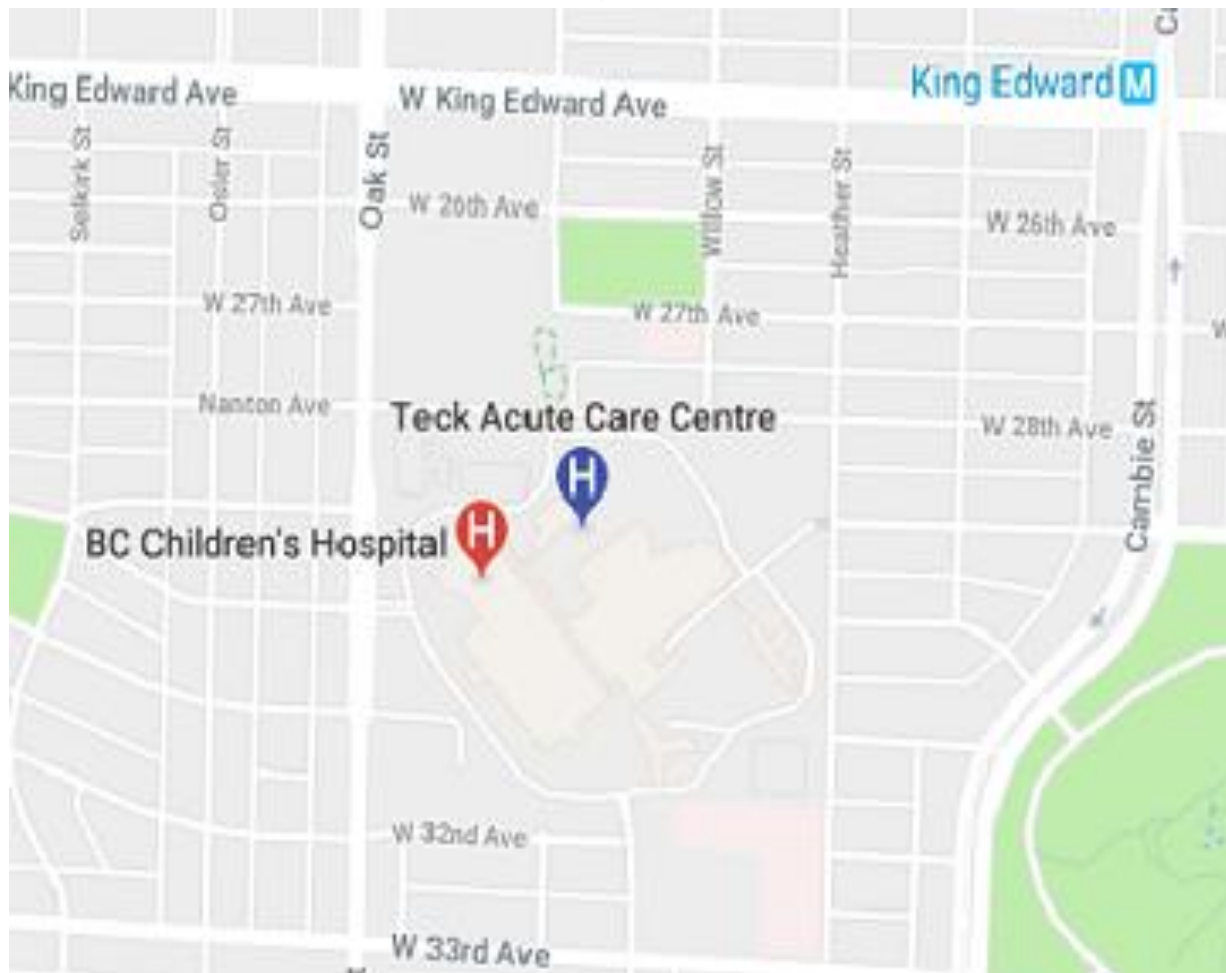 King Edward Ave
W King Edward Ave
King Edward M
Selkirk St
Osler St
Oak St
Willow St
Heather St
W 26th Ave
W 26th Ave
W 27th Ave
W 27th Ave
Nanton Ave
Teck Acute Care Centre
W 28th Ave
Cambie St
H
BC Children's Hospital H
W 32nd Ave
W 33rd Ave